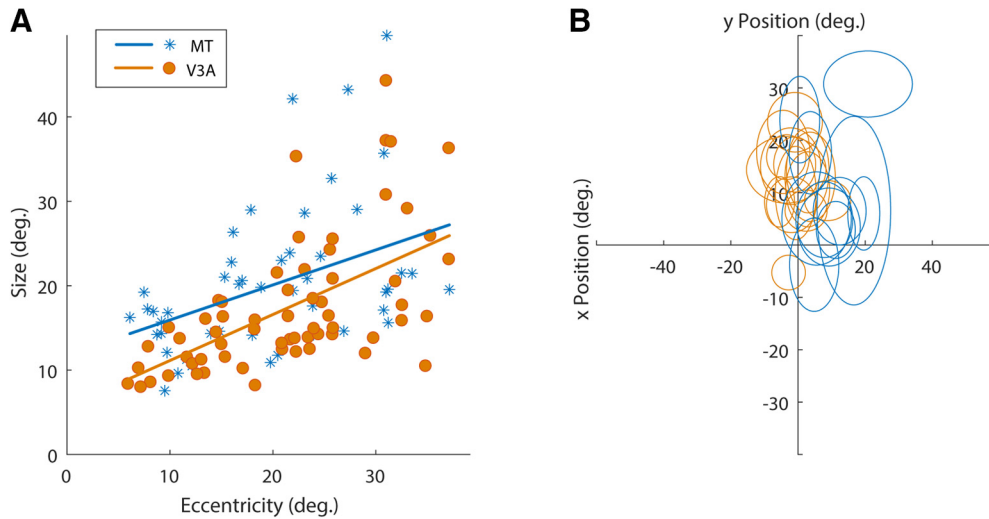 A
MT
V3A
40
30
20
10
0
0
10
20
30
Size (deg.)
Eccentricity (deg.)
B
y Position (deg.)
x Position (deg.)
30
20
10
-40
-20
20
40
-10
-20
-30